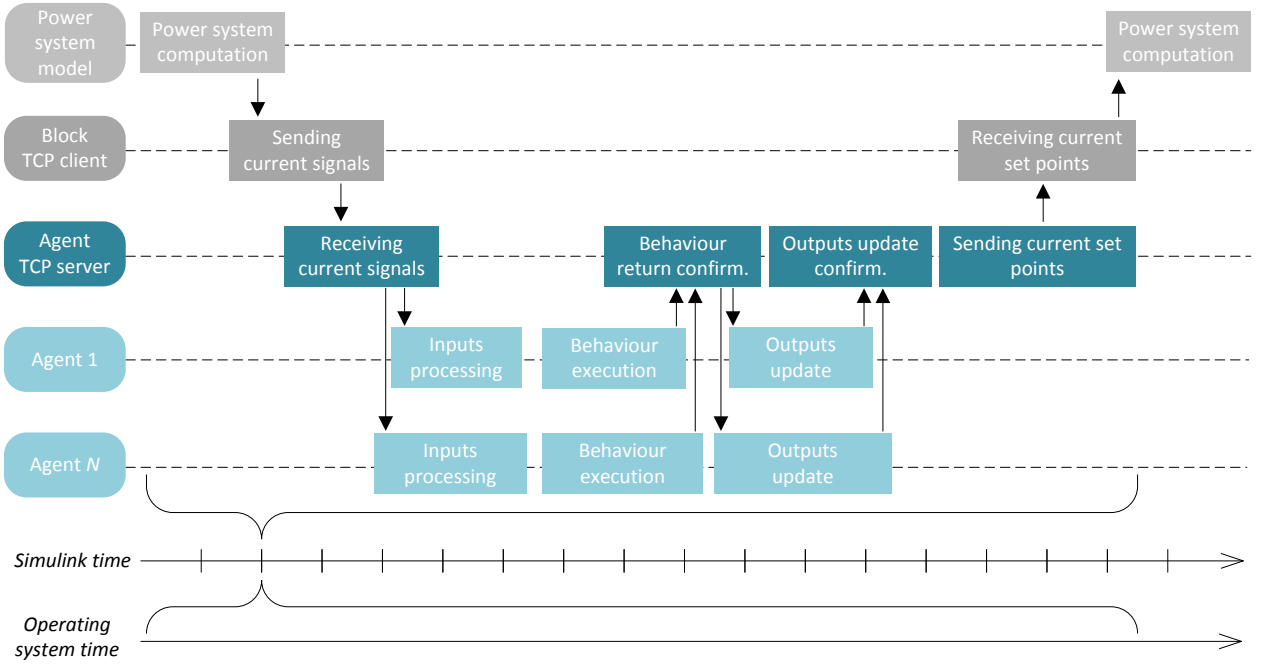 Power
system
model
Power system
computation
Power system
computation
Block
TCP client
Sending
current signals
Receiving current
set points
Agent
TCP server
Receiving
current signals
Behaviour
return confirm.
Outputs update
confirm.
Sending current set
points
Agent 1
Inputs
processing
Behaviour
execution
Outputs
update
Agent N
Inputs
processing
Behaviour
execution
Outputs
update
Simulink time
Operating
system time